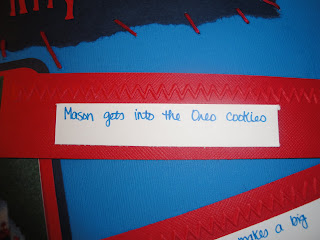 Mason gets into the Oreo cookies
makes a big